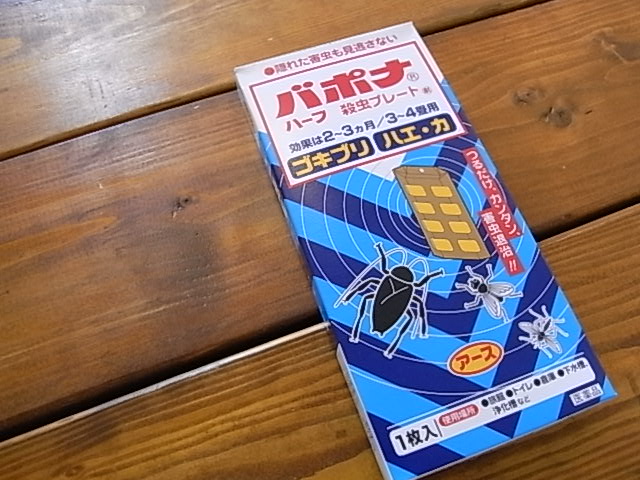 ●隠れた害虫も見逃さない
バポナ®
ハーフ 殺虫プレート
効果は2~3ヵ月/3~4畳用
ゴキブリ ハエ・カ
つるだけ、カンタン、
害虫退治!!
アース
1枚入 使用場所 ●旅館 ●トイレ ●倉庫 ●下水槽、
浄化槽など
医薬品